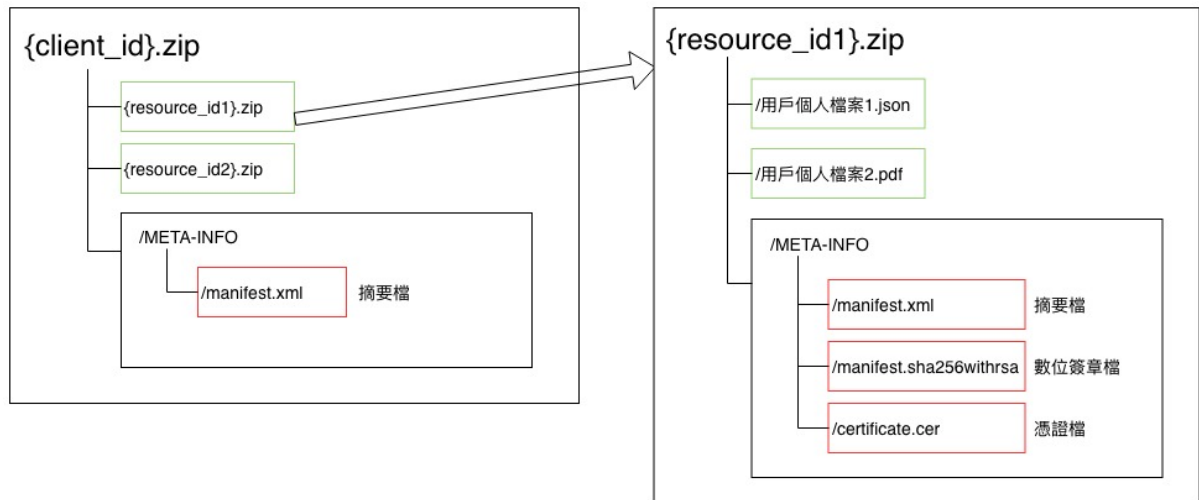 {client_id}.zip
{resource_id1}.zip
{resource_id2}.zip
/META-INFO
/manifest.xml 摘要檔
{resource_id1}.zip
/用戶個人檔案1.json
/用戶個人檔案2.pdf
/META-INFO
/manifest.xml 摘要檔
/manifest.sha256withrsa 數位簽章檔
/certificate.cer 憑證檔